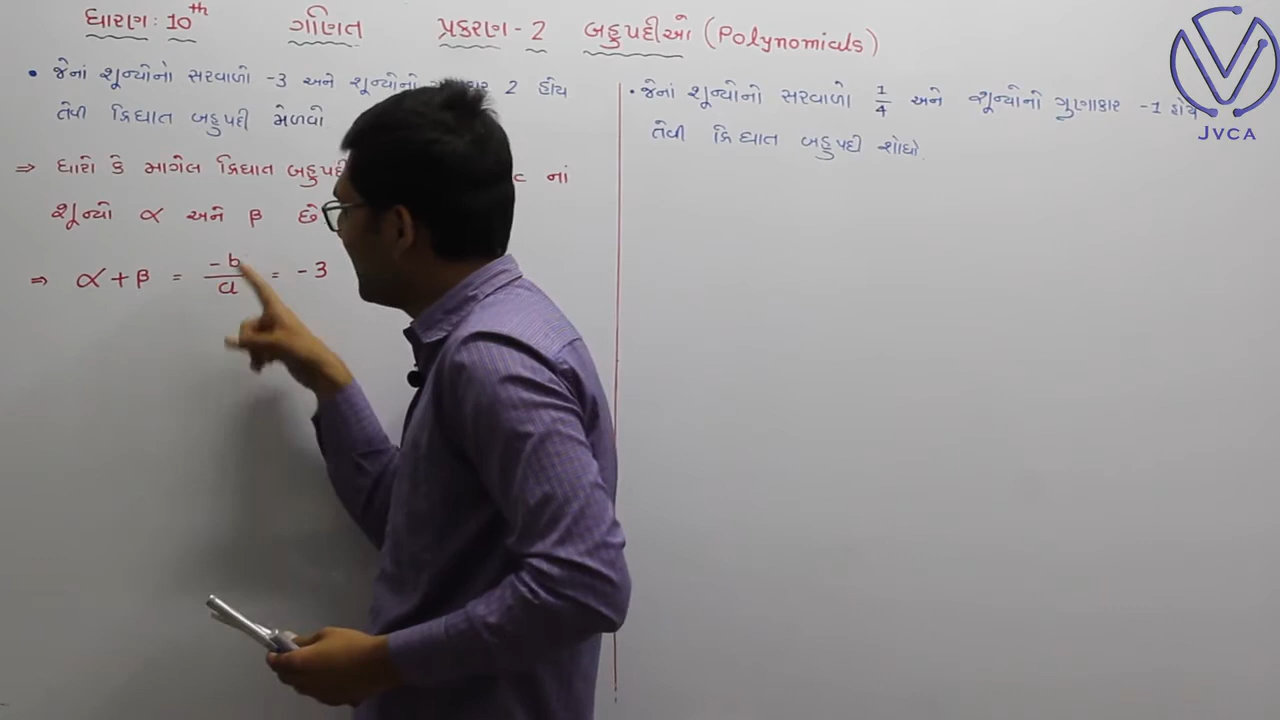 ધોરણ : 10th ગણિત પ્રકરણ - 2 બહુપદીઓ (Polynomials)
• જેનાં શૂન્યોનો સરવાળો -3 અને શૂન્યોનો 2 હોય
તેવી દ્વિઘાત બહુપદી મેળવો
⇒ ધારો કે માગેલ દ્વિઘાત બહુપદી c નાં
શૂન્યો α અને β છે
⇒ α + β = -b/a = -3
• જેનાં શૂન્યોનો સરવાળો 1/4 અને શૂન્યોનો ગુણાકાર -1 હોય
તેવી દ્વિઘાત બહુપદી શોધો.
JVCA